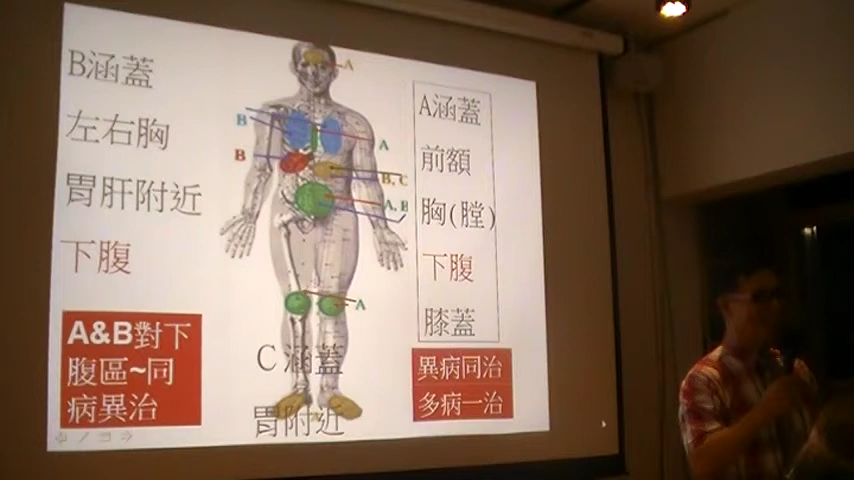 B涵蓋
左右胸
胃肝附近
下腹
A&B對下
腹區~同
病異治
A
B
A
B
B, C
A, B
A
C涵蓋
胃附近
A涵蓋
前額
胸(膛)
下腹
膝蓋
異病同治
多病一治